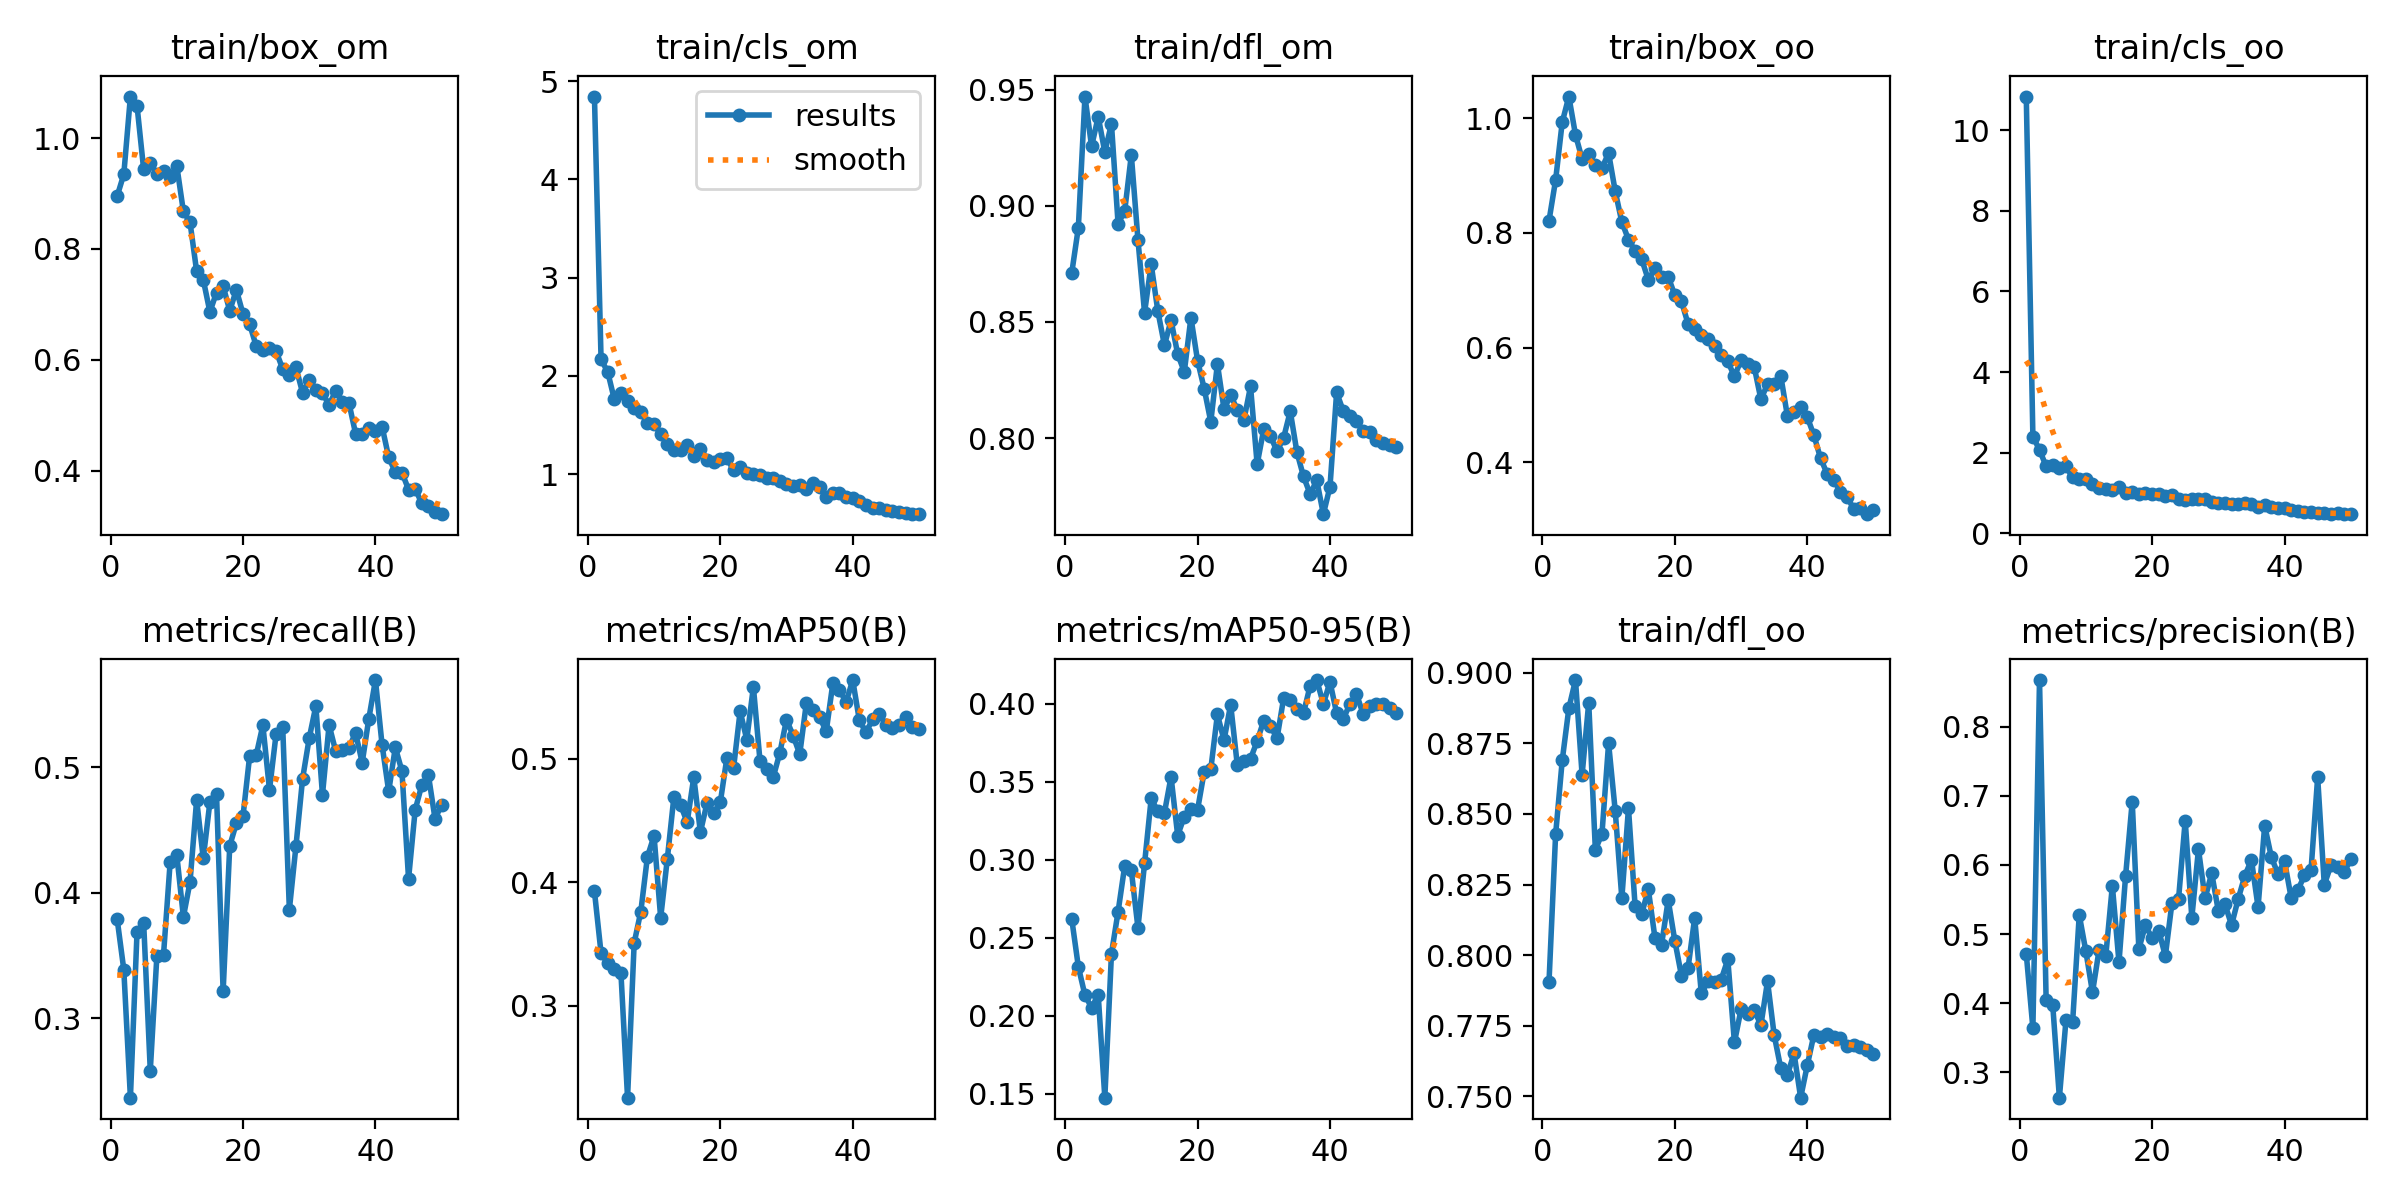 train/box_om
1.0
0.8
0.6
0.4
0 20 40
train/cls_om
results
smooth
5
4
3
2
1
0 20 40
train/dfl_om
0.95
0.90
0.85
0.80
0 20 40
train/box_oo
1.0
0.8
0.6
0.4
0 20 40
train/cls_oo
10
8
6
4
2
0
0 20 40
metrics/recall(B)
0.5
0.4
0.3
0 20 40
metrics/mAP50(B)
0.5
0.4
0.3
0 20 40
metrics/mAP50-95(B)
0.40
0.35
0.30
0.25
0.20
0.15
0 20 40
train/dfl_oo
0.900
0.875
0.850
0.825
0.800
0.775
0.750
0 20 40
metrics/precision(B)
0.8
0.7
0.6
0.5
0.4
0.3
0 20 40